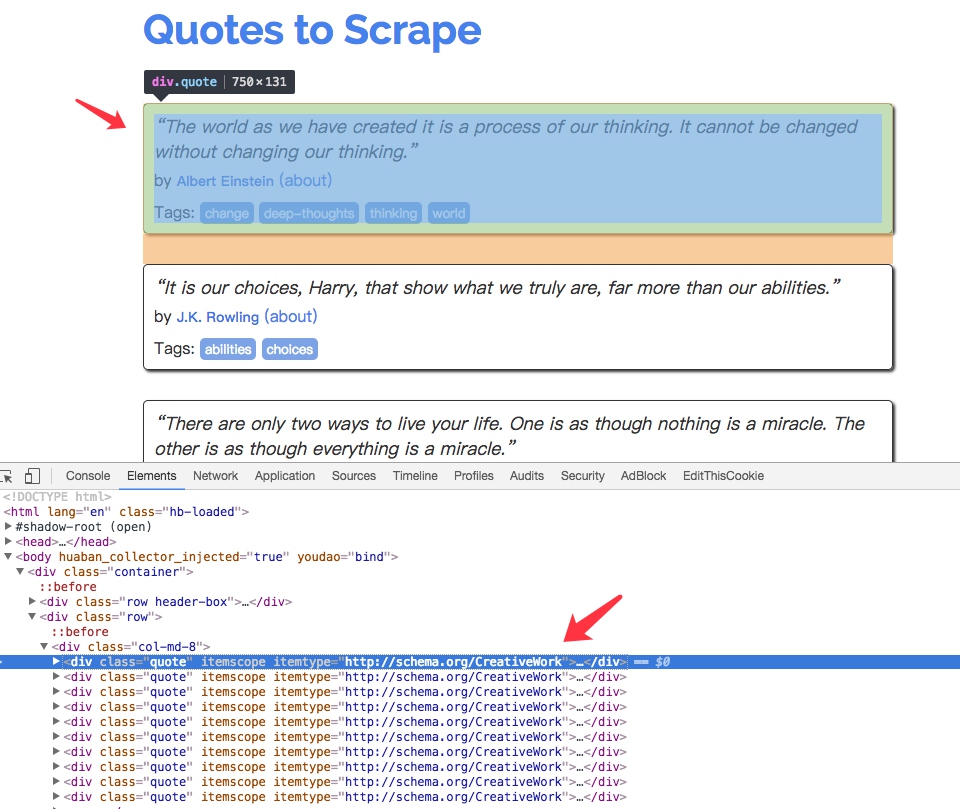 Quotes to Scrape
div.quote | 750×131
“The world as we have created it is a process of our thinking. It cannot be changed
without changing our thinking.”
by Albert Einstein (about)
Tags: change deep-thoughts thinking world
“It is our choices, Harry, that show what we truly are, far more than our abilities.”
by J.K. Rowling (about)
Tags: abilities choices
“There are only two ways to live your life. One is as though nothing is a miracle. The
other is as though everything is a miracle.”
Console Elements Network Application Sources Timeline Profiles Audits Security AdBlock EditThisCookie
<!DOCTYPE html>
<html lang="en" class="hb-loaded">
▶#shadow-root (open)
▶<head>…</head>
▼<body huaban_collector_injected="true" youdao="bind">
▼<div class="container">
::before
▶<div class="row header-box">…</div>
▼<div class="row">
::before
▼<div class="col-md-8">
▶<div class="quote" itemscope itemtype="http://schema.org/CreativeWork">…</div> == $0
▶<div class="quote" itemscope itemtype="http://schema.org/CreativeWork">…</div>
▶<div class="quote" itemscope itemtype="http://schema.org/CreativeWork">…</div>
▶<div class="quote" itemscope itemtype="http://schema.org/CreativeWork">…</div>
▶<div class="quote" itemscope itemtype="http://schema.org/CreativeWork">…</div>
▶<div class="quote" itemscope itemtype="http://schema.org/CreativeWork">…</div>
▶<div class="quote" itemscope itemtype="http://schema.org/CreativeWork">…</div>
▶<div class="quote" itemscope itemtype="http://schema.org/CreativeWork">…</div>
▶<div class="quote" itemscope itemtype="http://schema.org/CreativeWork">…</div>
▶<div class="quote" itemscope itemtype="http://schema.org/CreativeWork">…</div>